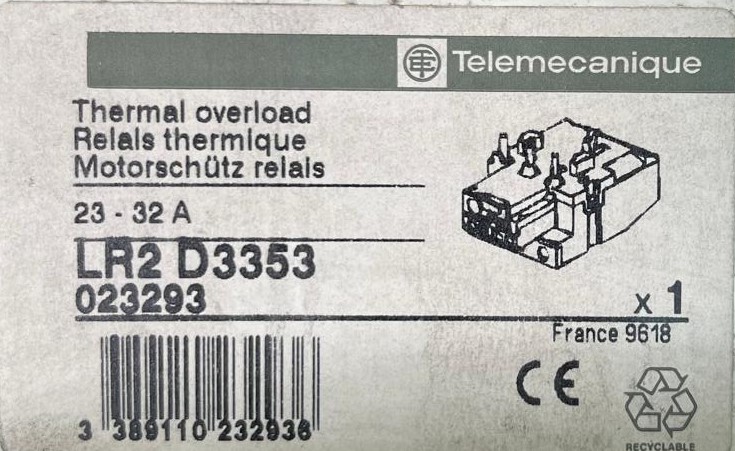 Telemecanique
Thermal overload
Relais thermique
Motorschütz relais
23 - 32 A
LR2 D3353
023293
x 1
France 9618
CE
3 389110 232936
RECYCLABLE